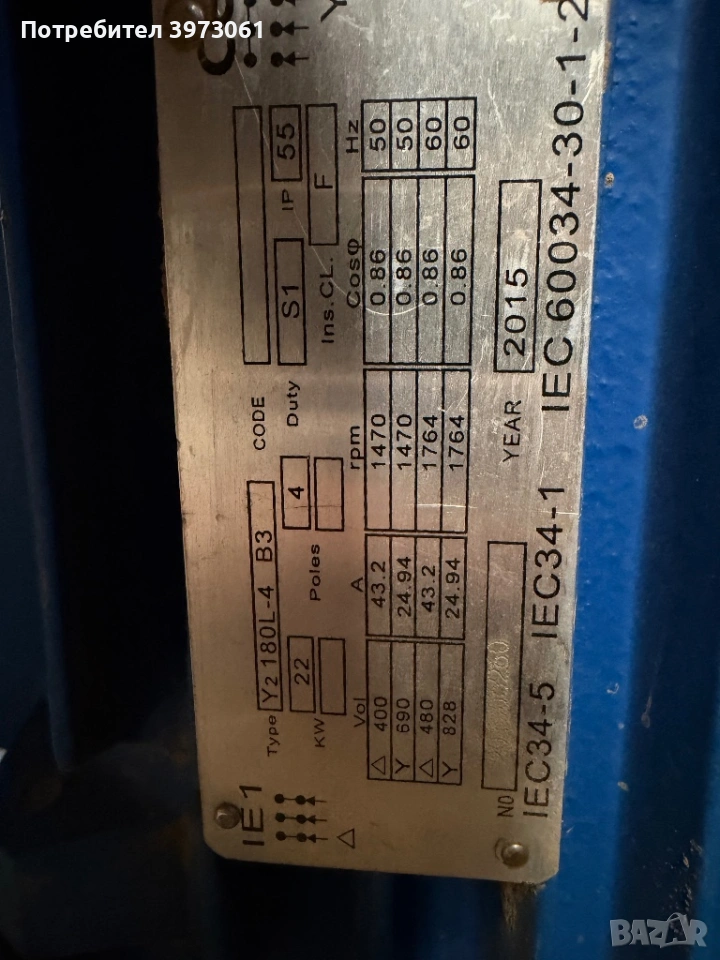 Потребител 3973061
IE1
Type Y2 180L-4 B3 CODE
KW 22 Poles 4 Duty S1 IP 55
Ins.CL. F
Vol A rpm Cosφ Hz
△ 400 43.2 1470 0.86 50
Y 690 24.94 1470 0.86 50
△ 480 43.2 1764 0.86 60
Y 828 24.94 1764 0.86 60
△
Y
NO YEAR 2015
IEC34-5 IEC34-1 IEC 60034-30-1-2
BAZAR